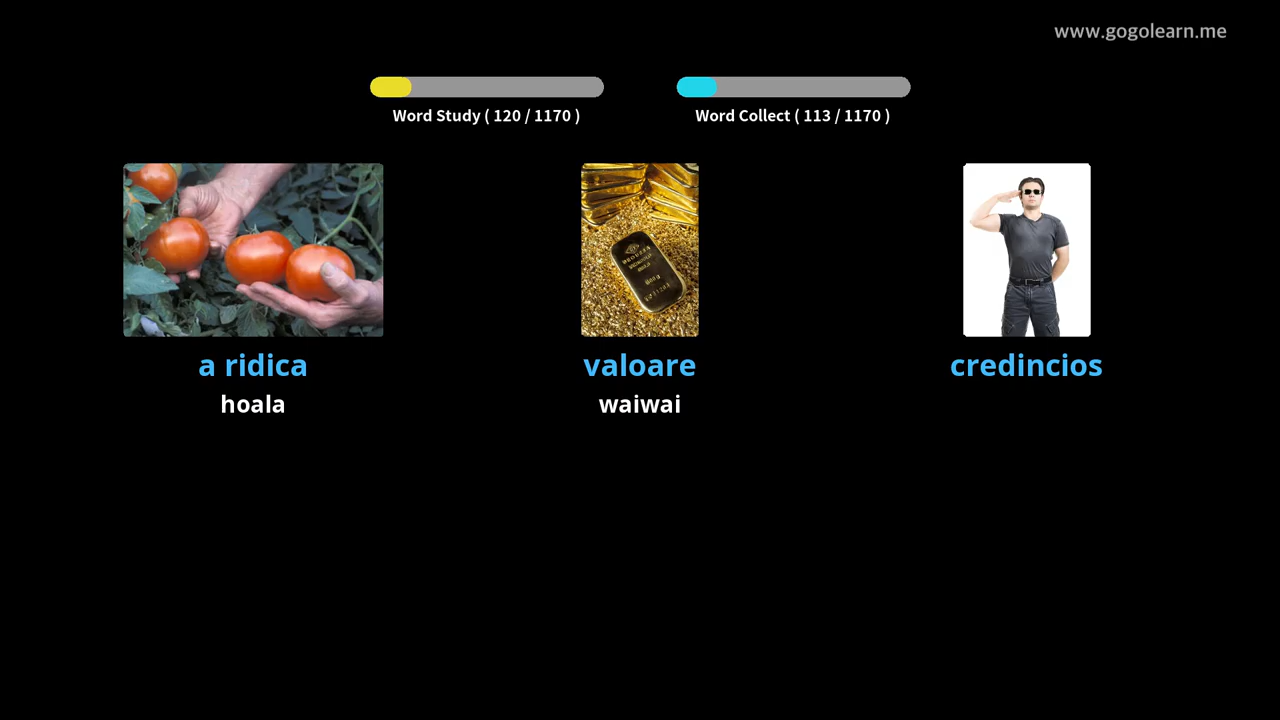 www.gogolearn.me
Word Study ( 120 / 1170 )
Word Collect ( 113 / 1170 )
a ridica
valoare
credincios
hoala
waiwai